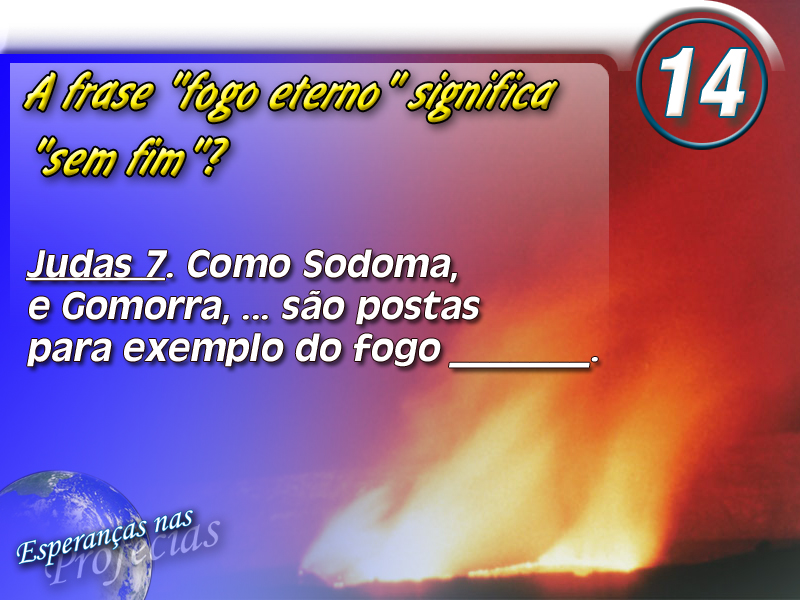 14
A frase "fogo eterno" significa
"sem fim"?
Judas 7. Como Sodoma,
e Gomorra, ... são postas
para exemplo do fogo ________.
Esperanças nas
Profecias